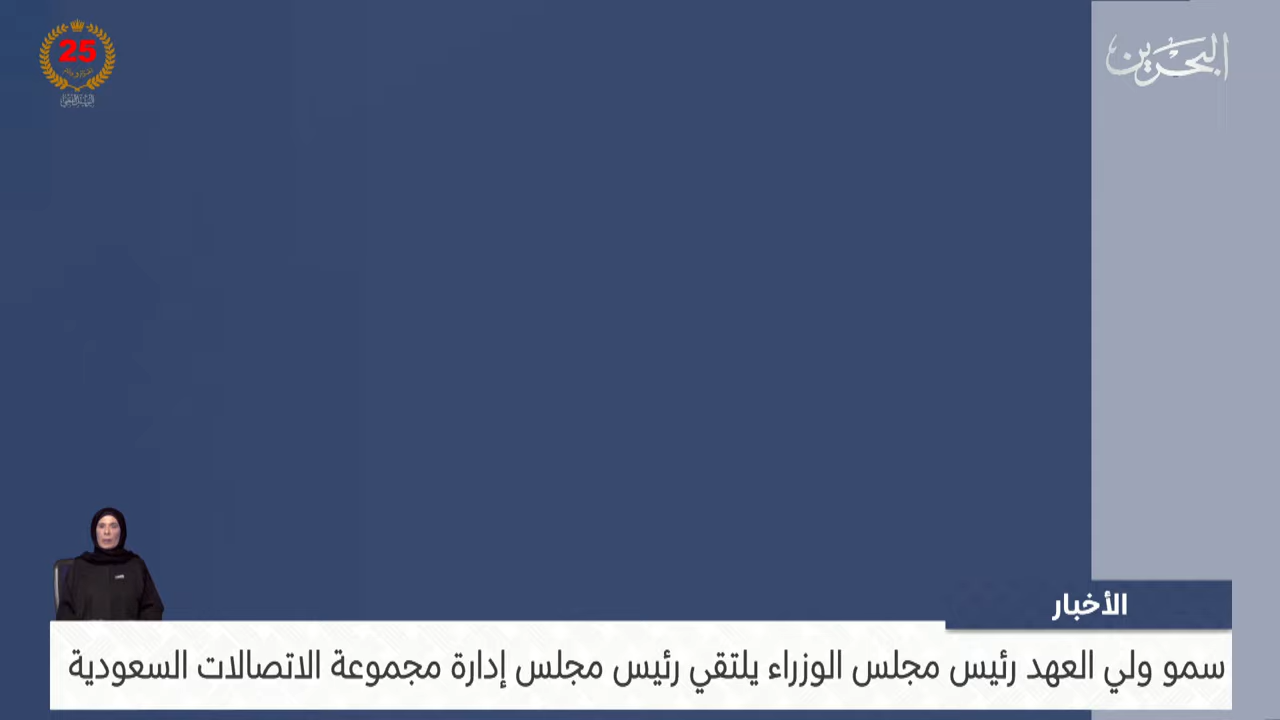 البحرين
25
الأخبار
سمو ولي العهد رئيس مجلس الوزراء يلتقي رئيس مجلس إدارة مجموعة الاتصالات السعودية